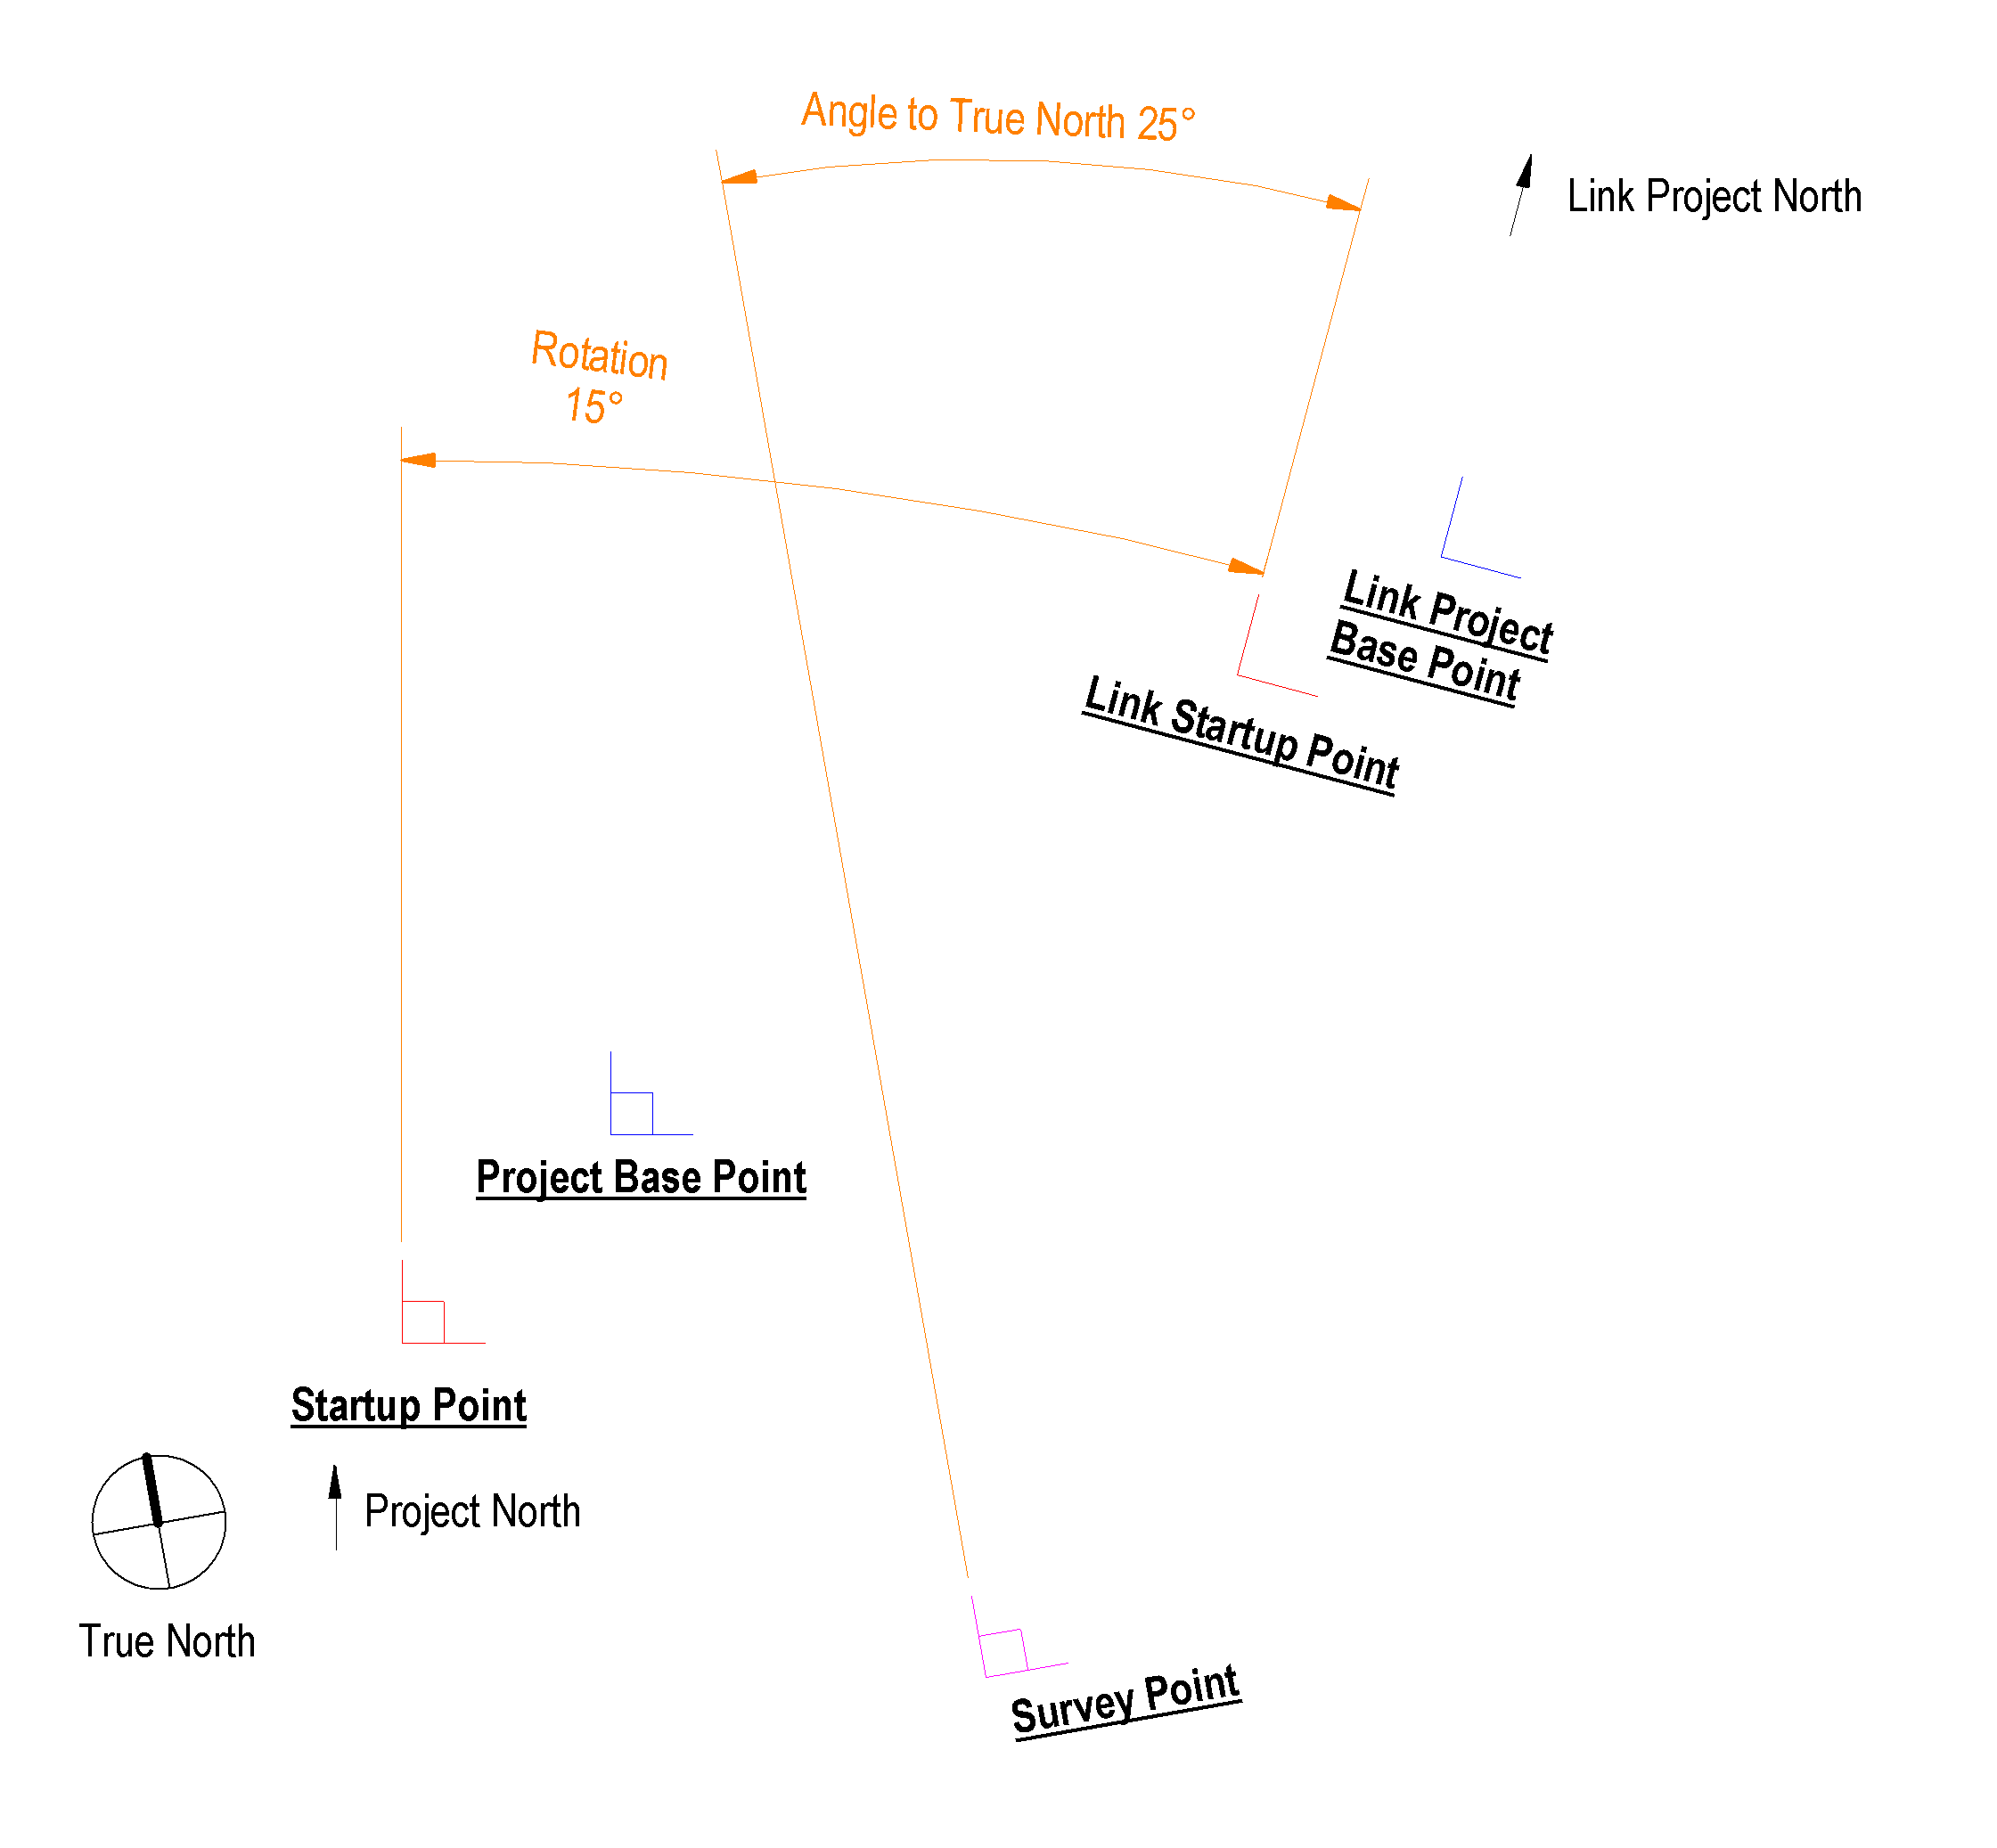 Angle to True North 25°
Link Project North
Rotation
15°
Link Project
Base Point
Link Startup Point
Project Base Point
Startup Point
Project North
True North
Survey Point